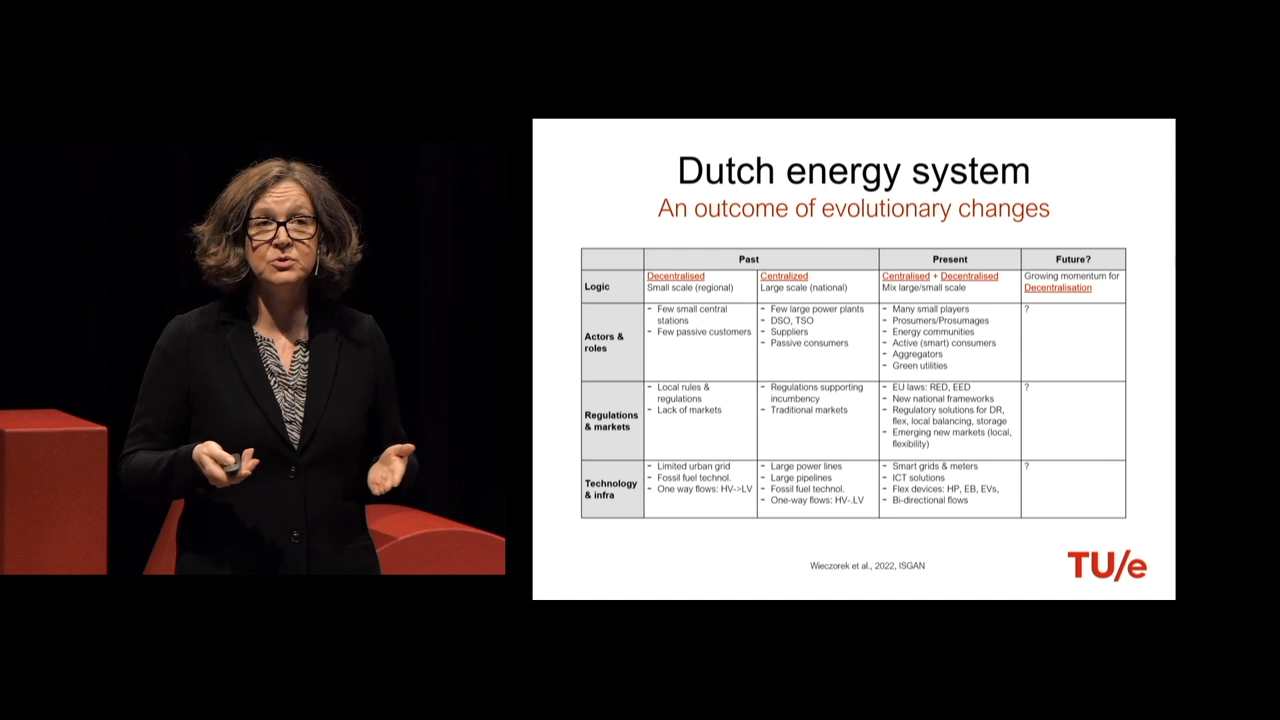 Dutch energy system
An outcome of evolutionary changes
Past
Present
Future?
Logic
Decentralised
Small scale (regional)
Centralized
Large scale (national)
Centralised + Decentralised
Mix large/small scale
Growing momentum for
Decentralisation
Actors &
roles
- Few small central
stations
- Few passive customers
- Few large power plants
- DSO, TSO
- Suppliers
- Passive consumers
- Many small players
- Prosumers/Prosumages
- Energy communities
- Active (smart) consumers
- Aggregators
- Green utilities
?
Regulations
& markets
- Local rules &
regulations
- Lack of markets
- Regulations supporting
incumbency
- Traditional markets
- EU laws: RED, EED
- New national frameworks
- Regulatory solutions for DR,
flex, local balancing, storage
- Emerging new markets (local,
flexibility)
?
Technology
& infra
- Limited urban grid
- Fossil fuel technol.
- One way flows: HV->LV
- Large power lines
- Large pipelines
- Fossil fuel technol.
- One-way flows: HV-.LV
- Smart grids & meters
- ICT solutions
- Flex devices: HP, EB, EVs,
- Bi-directional flows
?
Wieczorek et al., 2022, ISGAN
TU/e